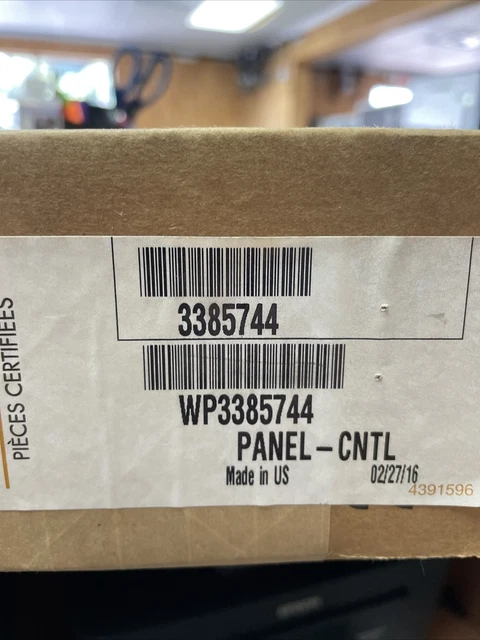 PIÈCES CERTIFIÉES
3385744
WP3385744
PANEL-CNTL
Made in US 02/27/16
4391596